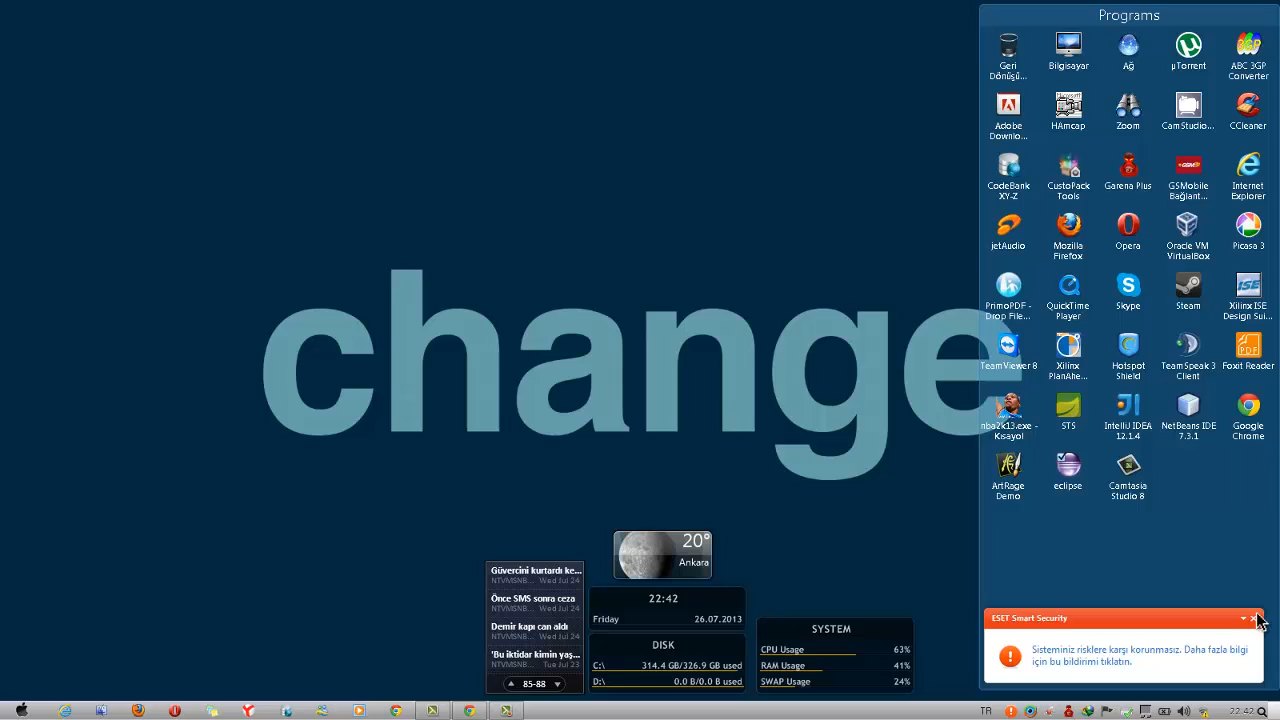 Programs
Geri Dönüşü...
Bilgisayar
Ağ
µTorrent
ABC 3GP Converter
Adobe Downlo...
HAmcap
Zoom
CamStudio...
CCleaner
CodeBank XY-Z
CustoPack Tools
Garena Plus
GSMobile Bağlant...
Internet Explorer
jetAudio
Mozilla Firefox
Opera
Oracle VM VirtualBox
Picasa 3
PrimoPDF - Drop File...
QuickTime Player
Skype
Steam
Xilinx ISE Design Sui...
TeamViewer 8
Xilinx PlanAhe...
Hotspot Shield
TeamSpeak 3 Client
Foxit Reader
nba2k13.exe - Kısayol
STS
IntelliJ IDEA 12.1.4
NetBeans IDE 7.3.1
Google Chrome
ArtRage Demo
eclipse
Camtasia Studio 8
change
20°
Ankara
Güvercini kurtardı ke...
NTVMSNB... Wed Jul 24
Önce SMS sonra ceza
NTVMSNB... Wed Jul 24
Demir kapı can aldı
NTVMSNB... Wed Jul 24
'Bu iktidar kimin yaş...
NTVMSNB... Tue Jul 23
85-88
22:42
Friday 26.07.2013
DISK
C:\ 314.4 GB/326.9 GB used
D:\ 0.0 B/0.0 B used
SYSTEM
CPU Usage 63%
RAM Usage 41%
SWAP Usage 24%
ESET Smart Security
Sisteminiz risklere karşı korunmasız. Daha fazla bilgi
için bu bildirimi tıklatın.
TR
22:42